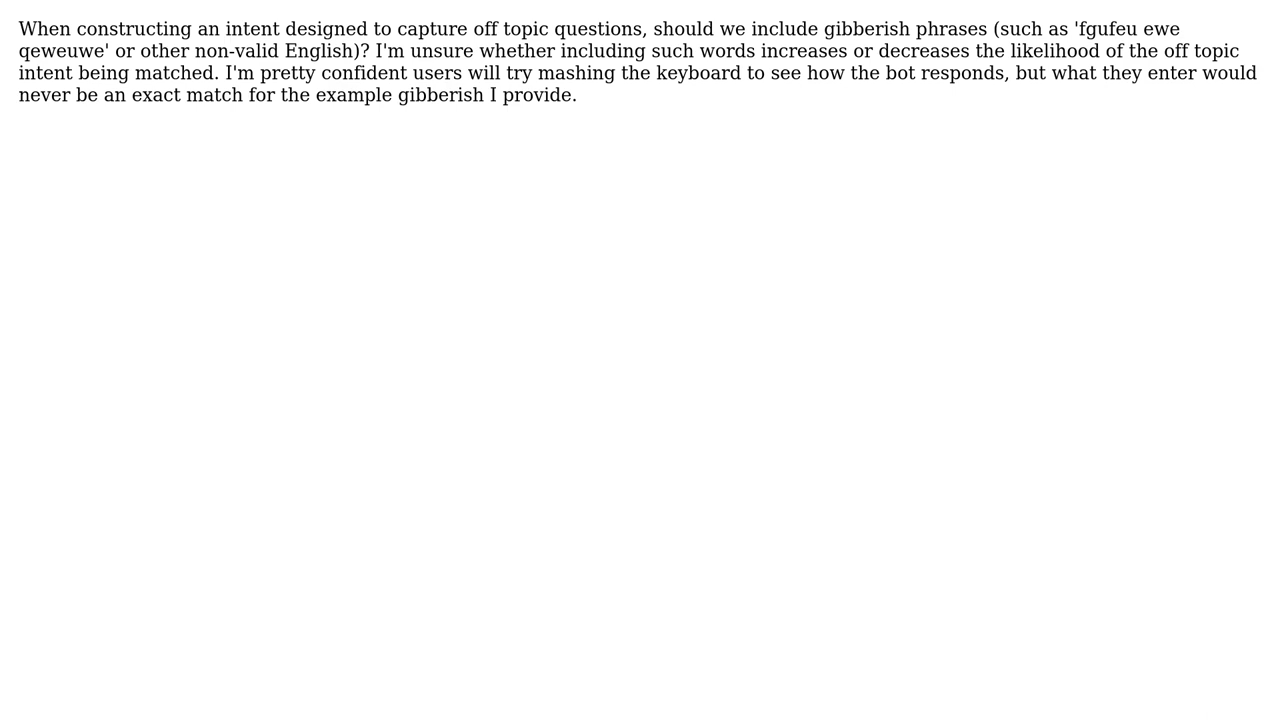 When constructing an intent designed to capture off topic questions, should we include gibberish phrases (such as 'fgufeu ewe
qeweuwe' or other non-valid English)? I'm unsure whether including such words increases or decreases the likelihood of the off topic
intent being matched. I'm pretty confident users will try mashing the keyboard to see how the bot responds, but what they enter would
never be an exact match for the example gibberish I provide.